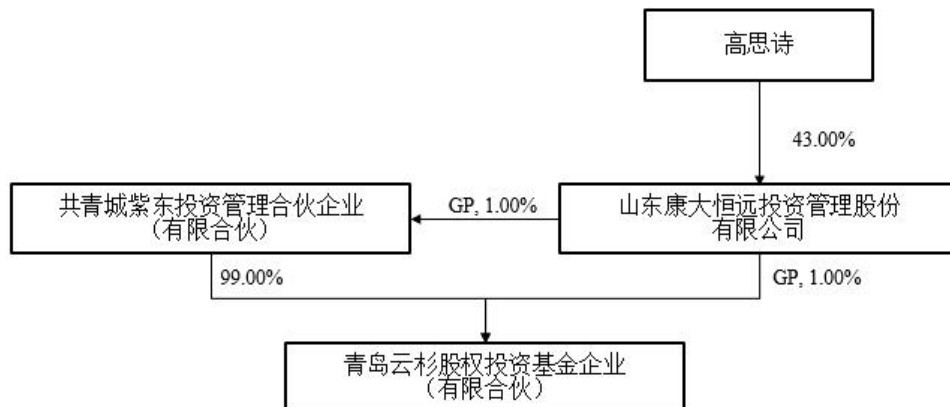 高思诗
43.00%
共青城紫东投资管理合伙企业
（有限合伙）
GP, 1.00%
山东康大恒远投资管理股份
有限公司
99.00%
GP, 1.00%
青岛云杉股权投资基金企业
（有限合伙）